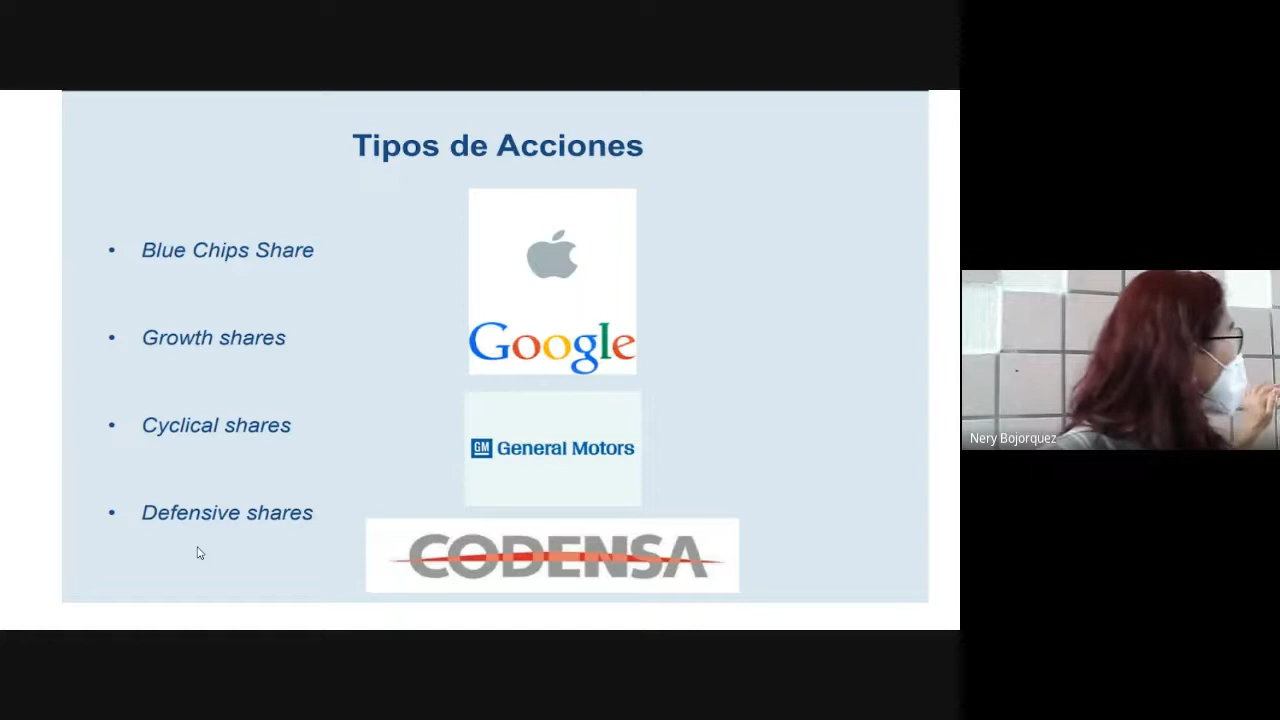 Tipos de Acciones
• Blue Chips Share
• Growth shares
Google
• Cyclical shares
GM General Motors
• Defensive shares
CODENSA
Nery Bojorquez